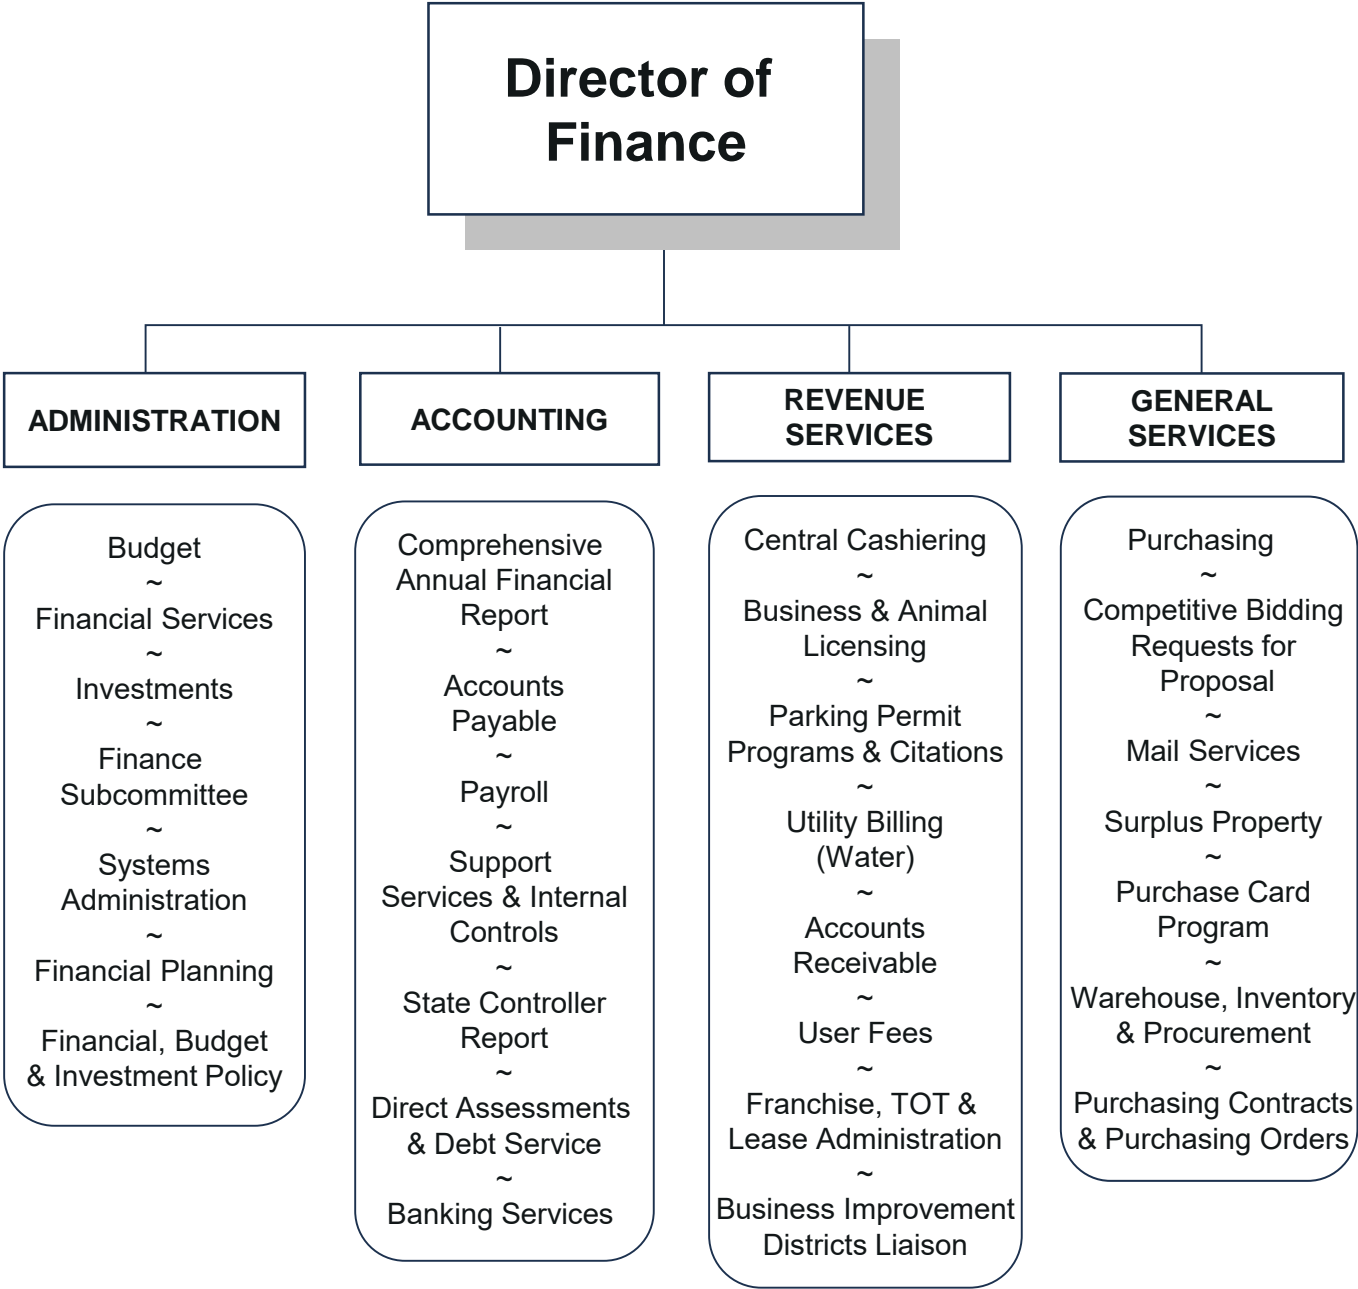 Director of
Finance
ADMINISTRATION
ACCOUNTING
REVENUE
SERVICES
GENERAL
SERVICES
Budget
~
Financial Services
~
Investments
~
Finance
Subcommittee
~
Systems
Administration
~
Financial Planning
~
Financial, Budget
& Investment Policy
Comprehensive
Annual Financial
Report
~
Accounts
Payable
~
Payroll
~
Support
Services & Internal
Controls
~
State Controller
Report
~
Direct Assessments
& Debt Service
~
Banking Services
Central Cashiering
~
Business & Animal
Licensing
~
Parking Permit
Programs & Citations
~
Utility Billing
(Water)
~
Accounts
Receivable
~
User Fees
~
Franchise, TOT &
Lease Administration
~
Business Improvement
Districts Liaison
Purchasing
~
Competitive Bidding
Requests for
Proposal
~
Mail Services
~
Surplus Property
~
Purchase Card
Program
~
Warehouse, Inventory
& Procurement
~
Purchasing Contracts
& Purchasing Orders